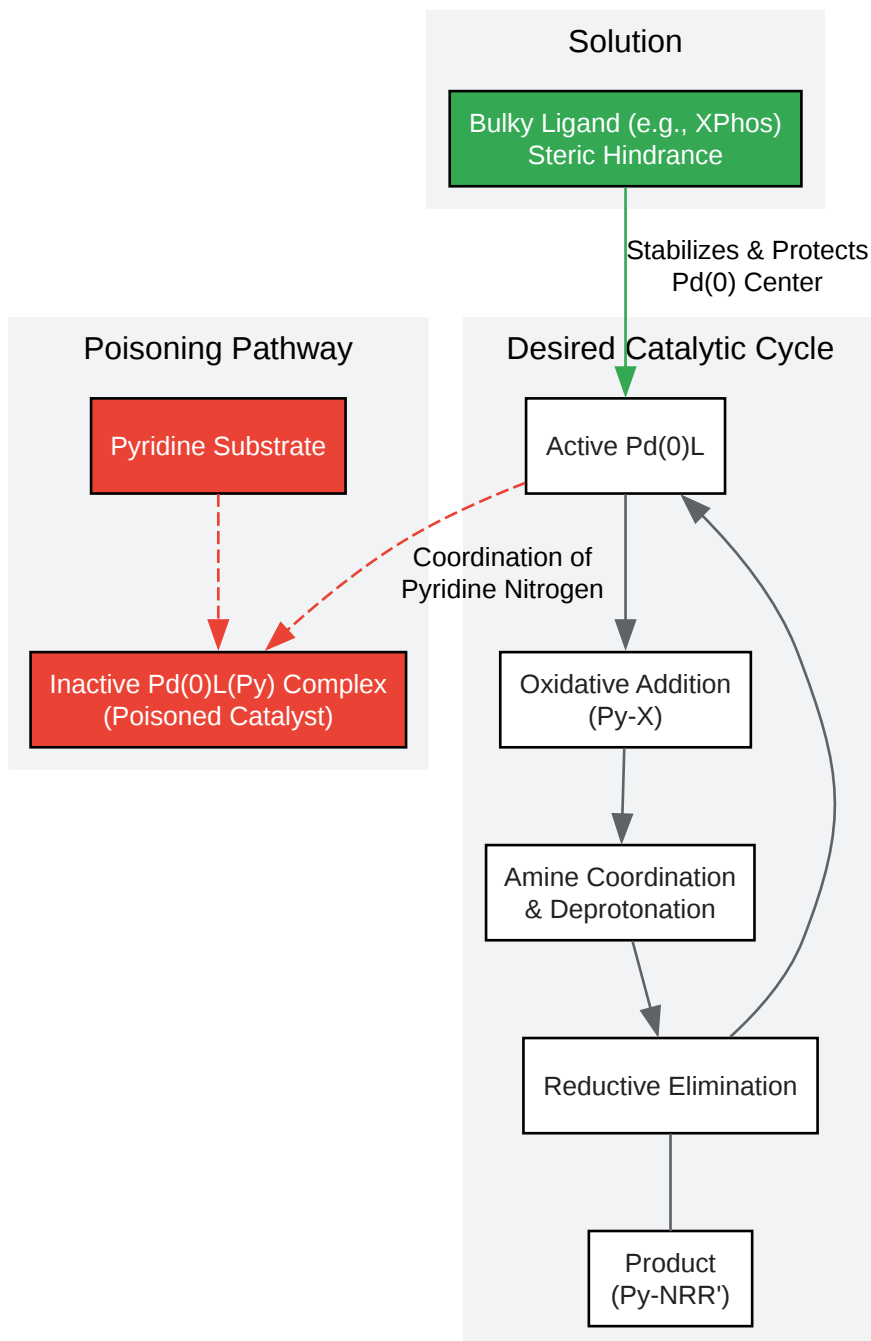 Solution
Bulky Ligand (e.g., XPhos)
Steric Hindrance
Stabilizes & Protects
Pd(0) Center
Poisoning Pathway
Desired Catalytic Cycle
Pyridine Substrate
Active Pd(0)L
Coordination of
Pyridine Nitrogen
Inactive Pd(0)L(Py) Complex
(Poisoned Catalyst)
Oxidative Addition
(Py-X)
Amine Coordination
& Deprotonation
Reductive Elimination
Product
(Py-NRR')